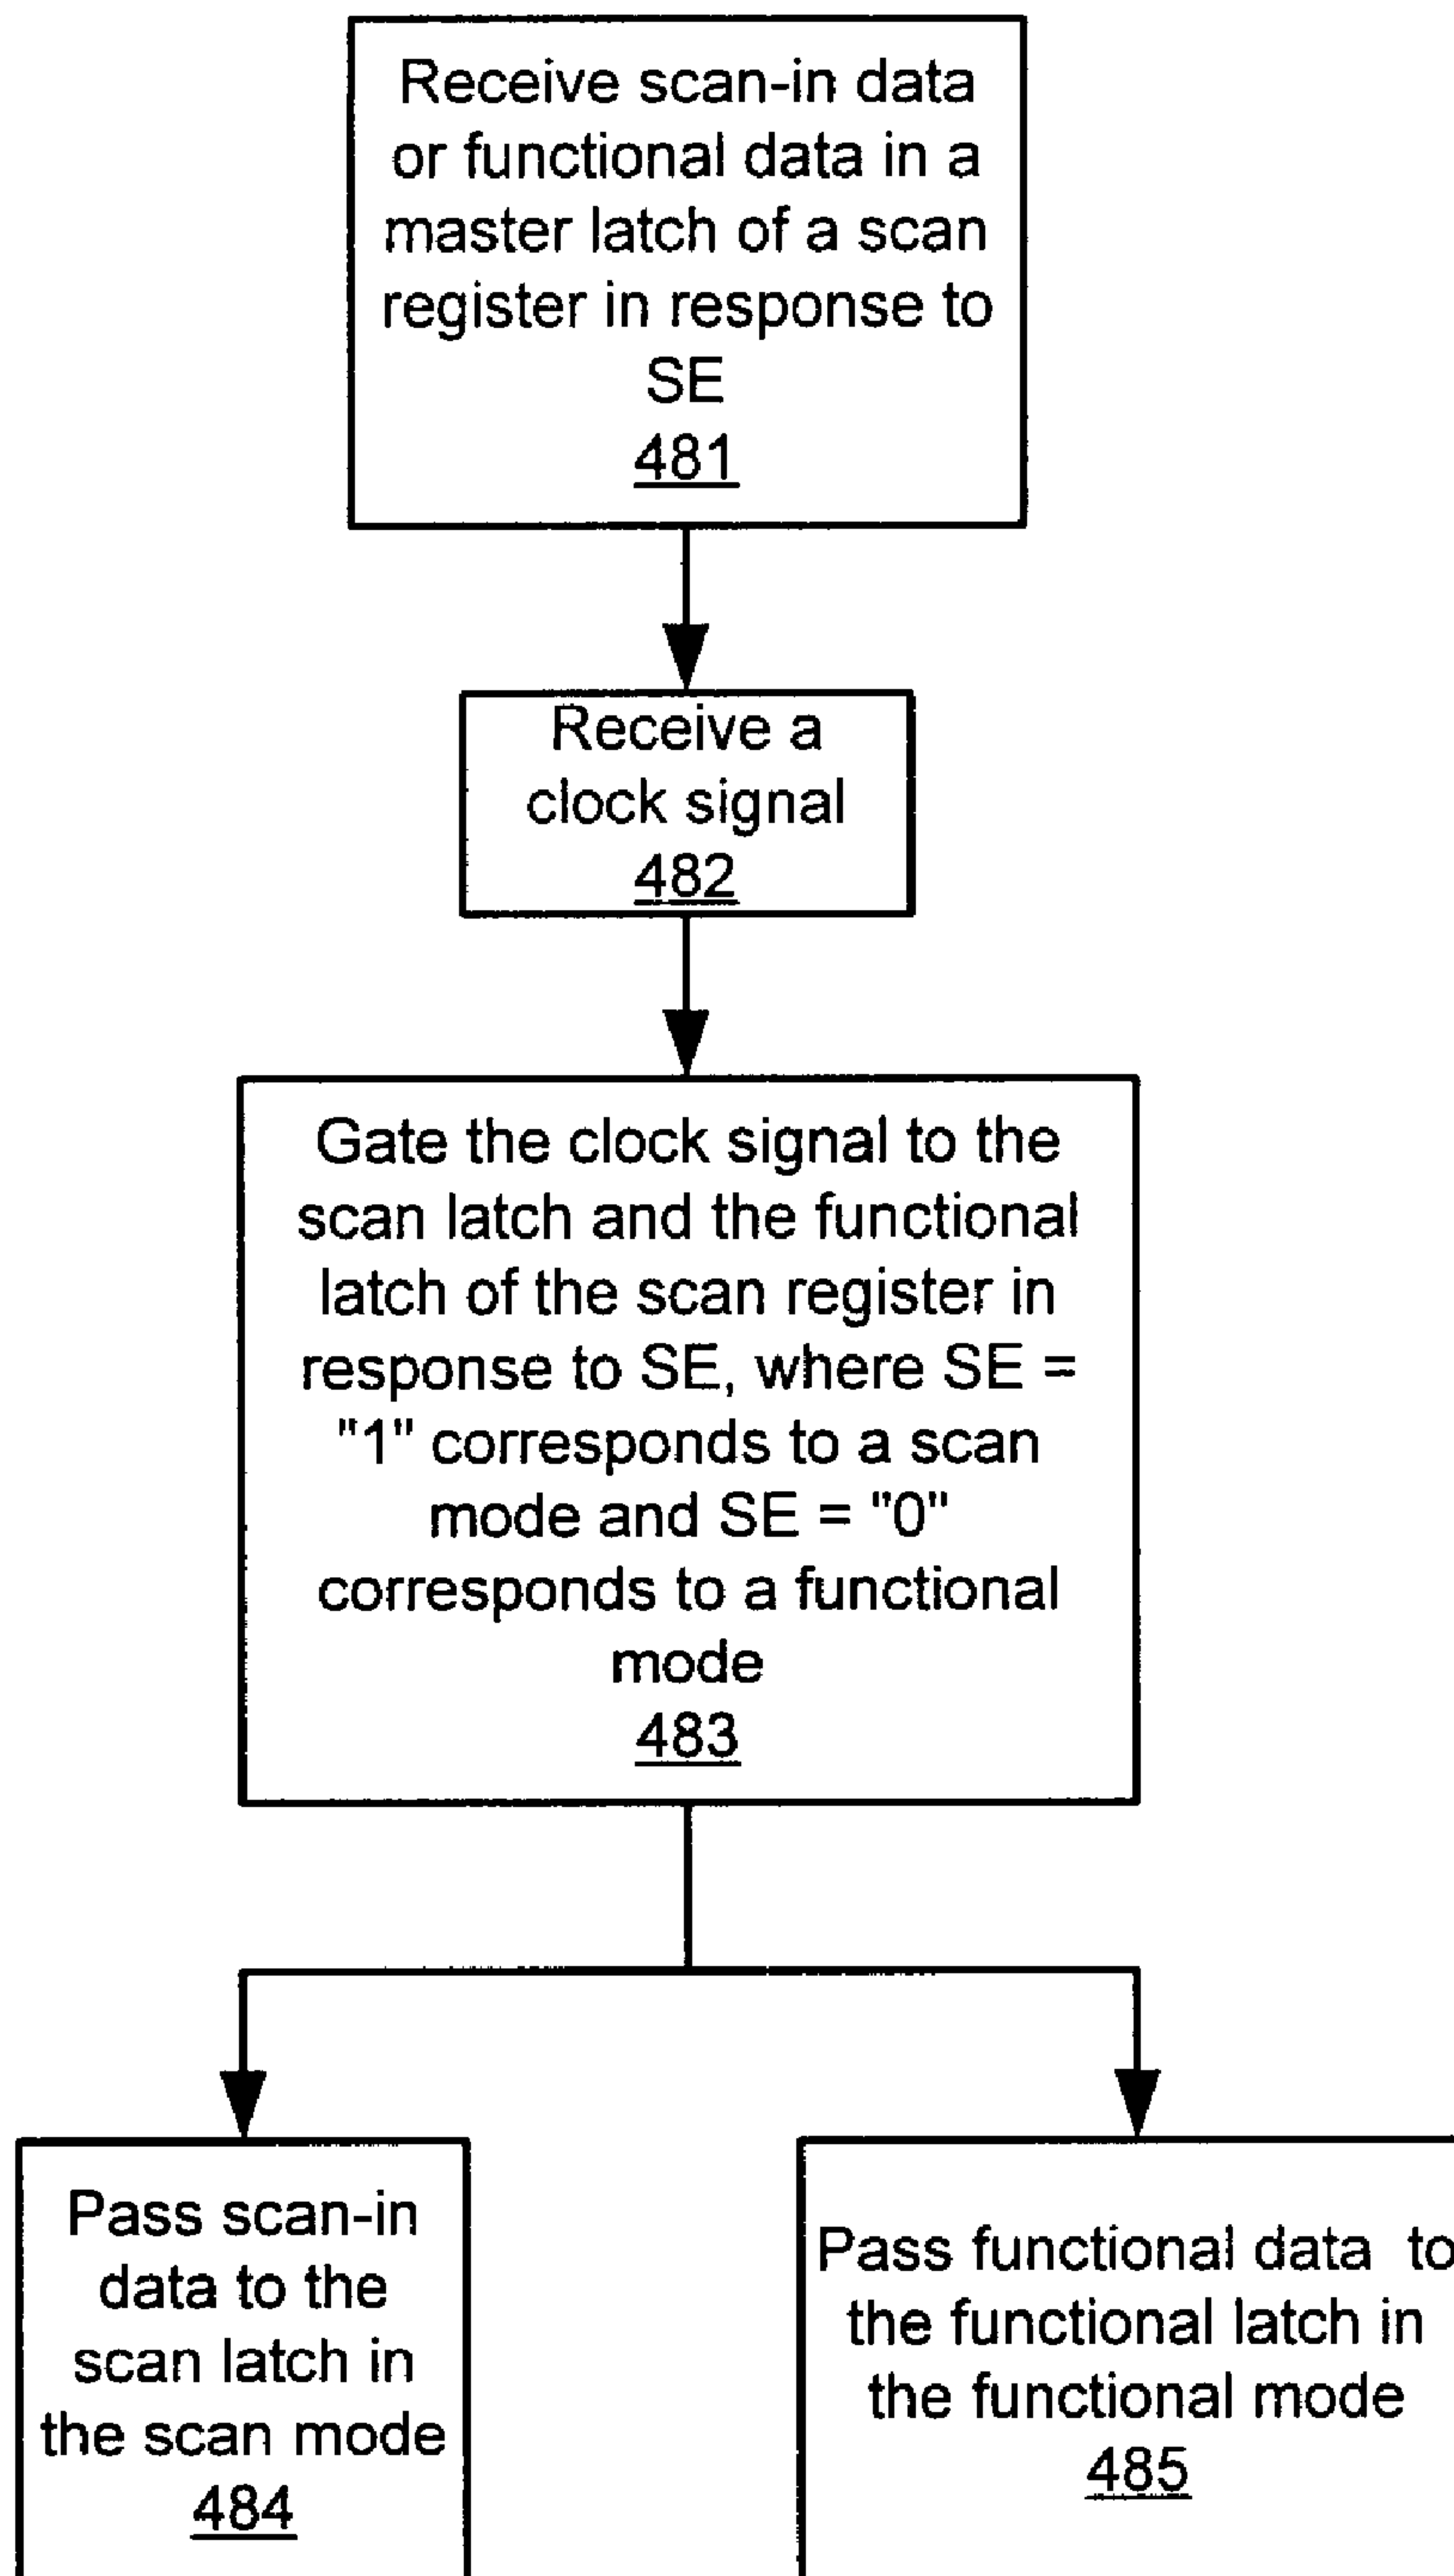 Receive scan-in data
or functional data in a
master latch of a scan
register in response to
SE
481
Receive a
clock signal
482
Gate the clock signal to the
scan latch and the functional
latch of the scan register in
response to SE, where SE =
"1" corresponds to a scan
mode and SE = "0"
corresponds to a functional
mode
483
Pass scan-in
data to the
scan latch in
the scan mode
484
Pass functional data to
the functional latch in
the functional mode
485